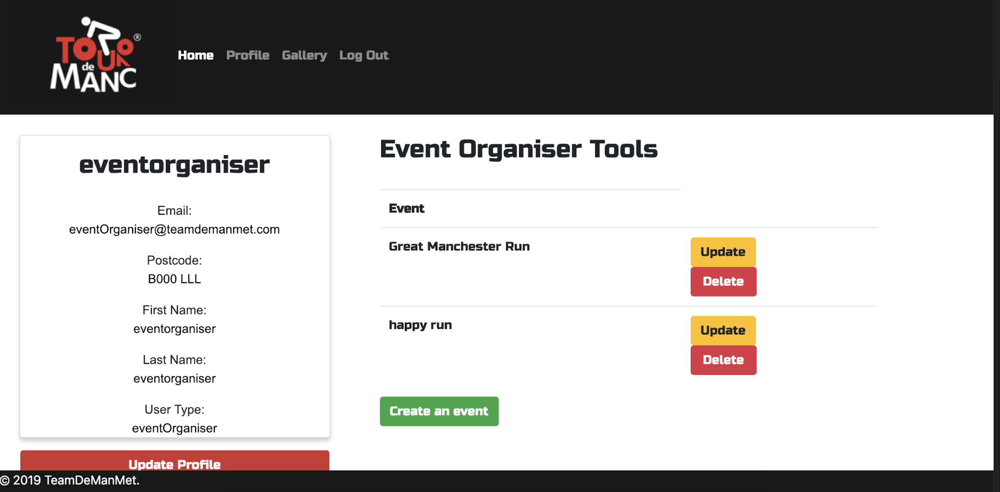 TOUR
de
MANC
®
Home Profile Gallery Log Out
eventorganiser
Email:
eventOrganiser@teamdemanmet.com
Postcode:
B000 LLL
First Name:
eventorganiser
Last Name:
eventorganiser
User Type:
eventOrganiser
Update Profile
Event Organiser Tools
Event
Great Manchester Run
Update
Delete
happy run
Update
Delete
Create an event
© 2019 TeamDeManMet.